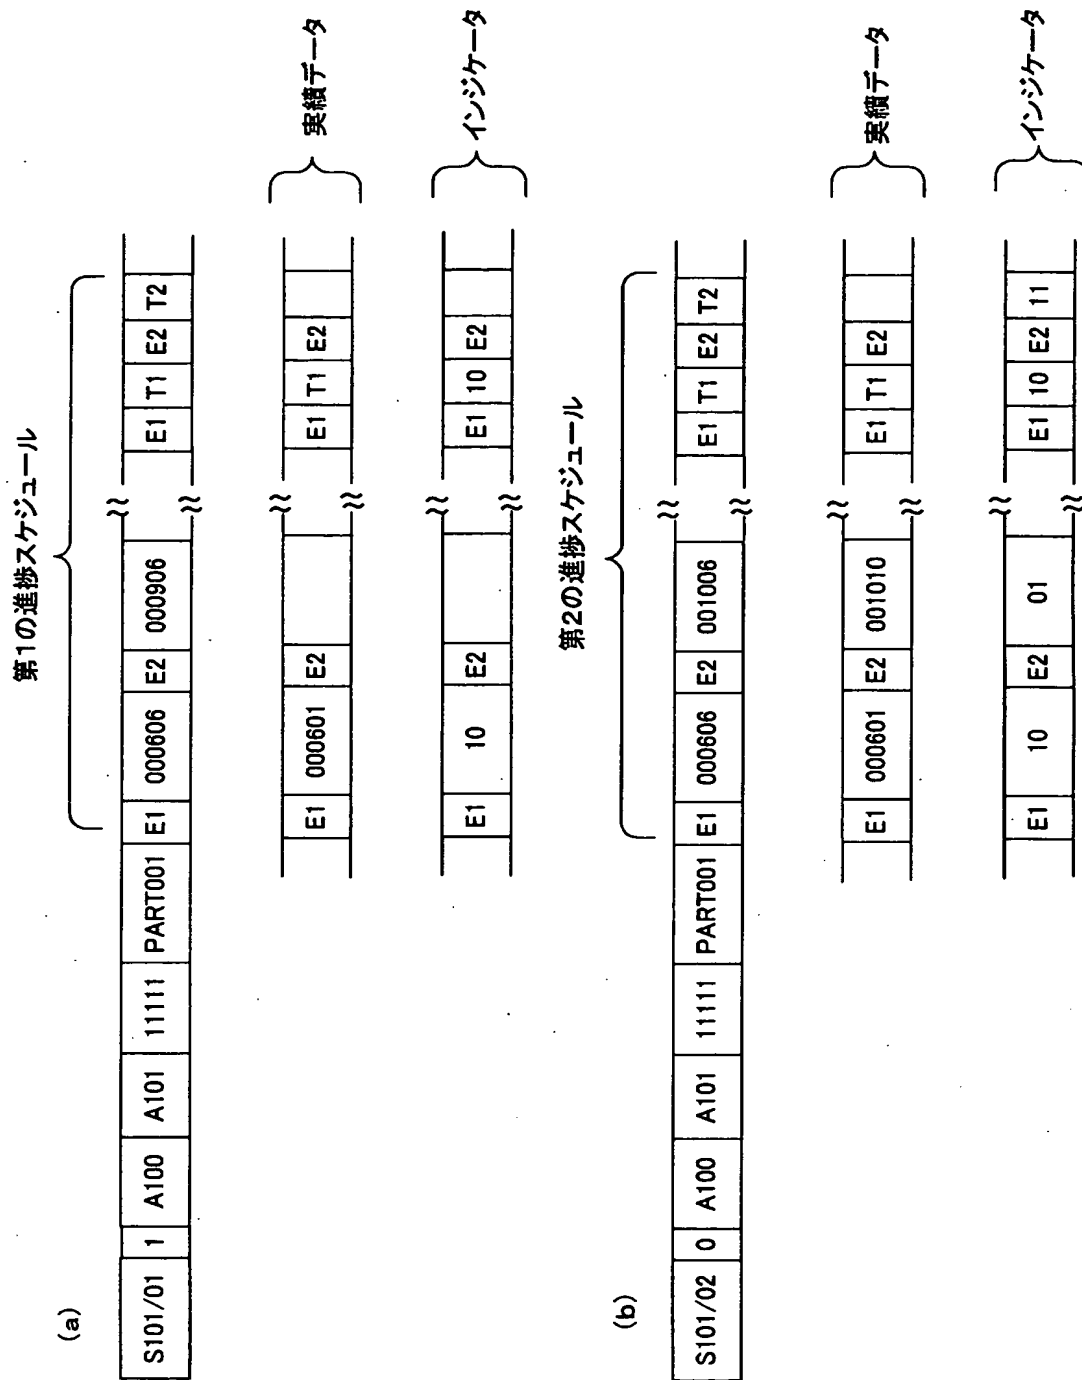 (a)
第1の進捗スケジュール
S101/01 1 A100 A101 11111 PART001 E1 000606 E2 000906 E1 T1 E2 T2
E1 000601 E2 E1 T1 E2 実績データ
E1 10 E2 E1 10 E2 インジケータ
(b)
第2の進捗スケジュール
S101/02 0 A100 A101 11111 PART001 E1 000606 E2 001006 E1 T1 E2 T2
E1 000601 E2 001010 E1 T1 E2 実績データ
E1 10 E2 01 E1 10 E2 11 インジケータ